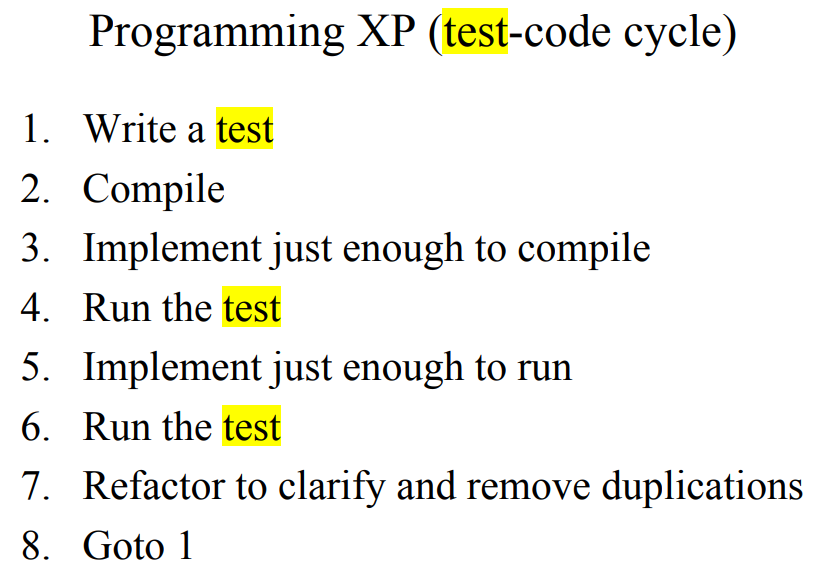 Programming XP (test-code cycle)
1. Write a test
2. Compile
3. Implement just enough to compile
4. Run the test
5. Implement just enough to run
6. Run the test
7. Refactor to clarify and remove duplications
8. Goto 1